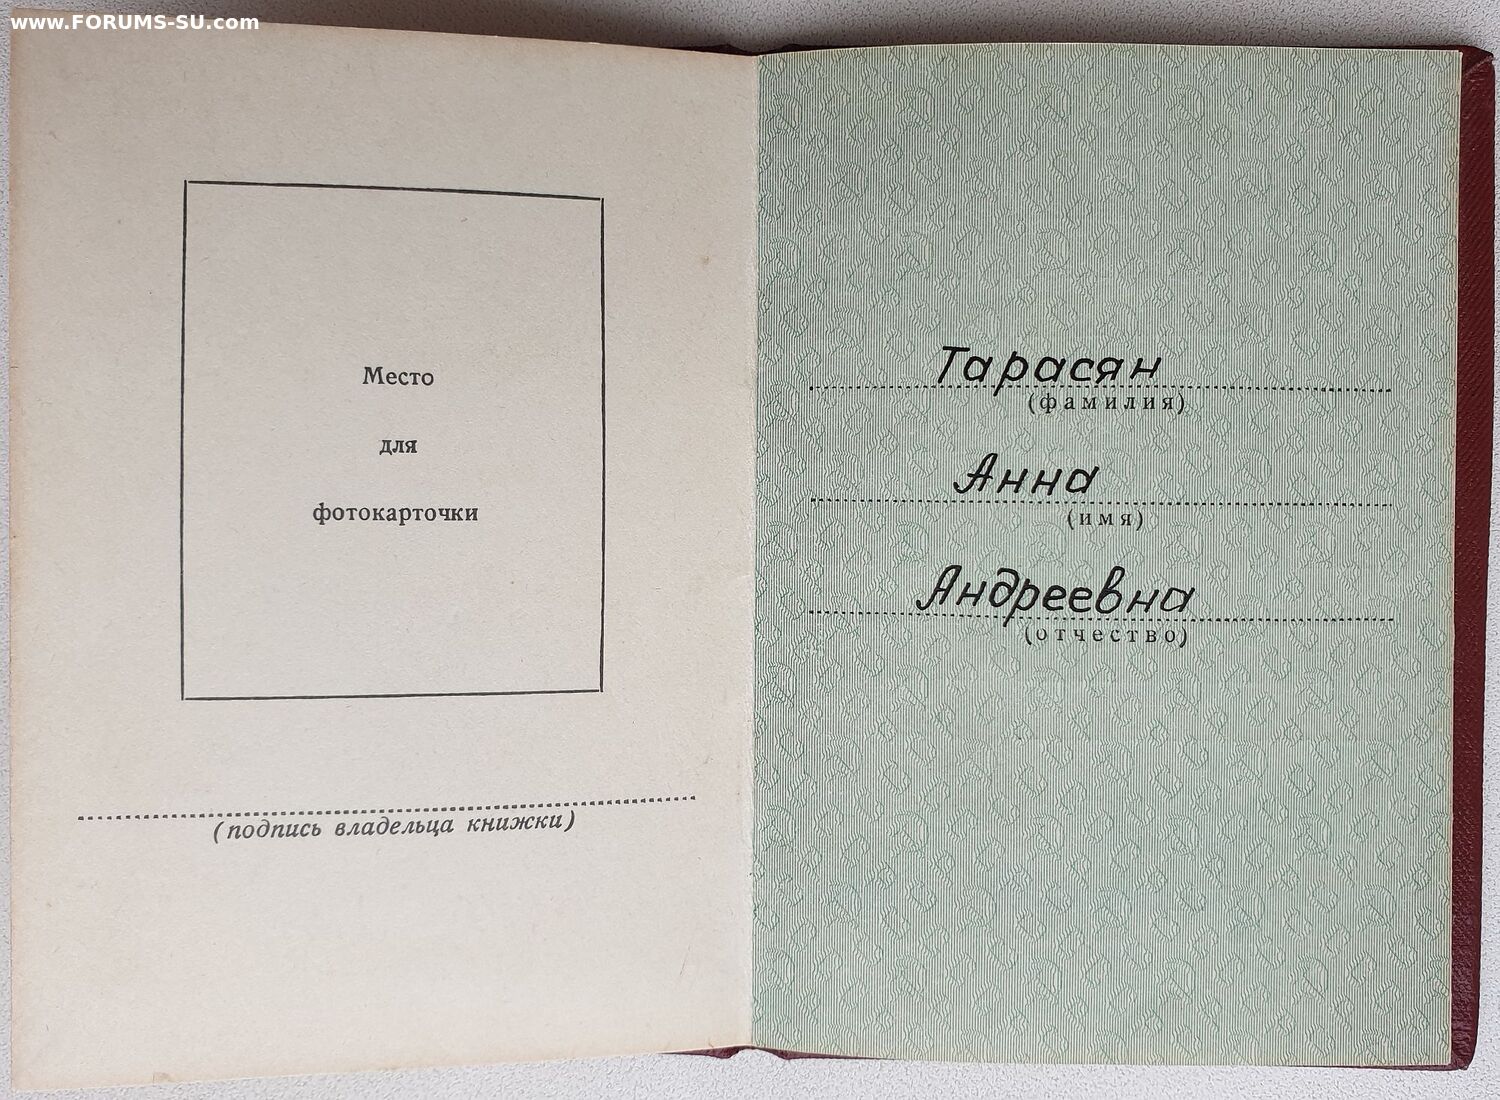 www.FORUMS-SU.com
Место
для
фотокарточки
(подпись владельца книжки)
Тарасян
(фамилия)
Анна
(имя)
Андреевна
(отчество)